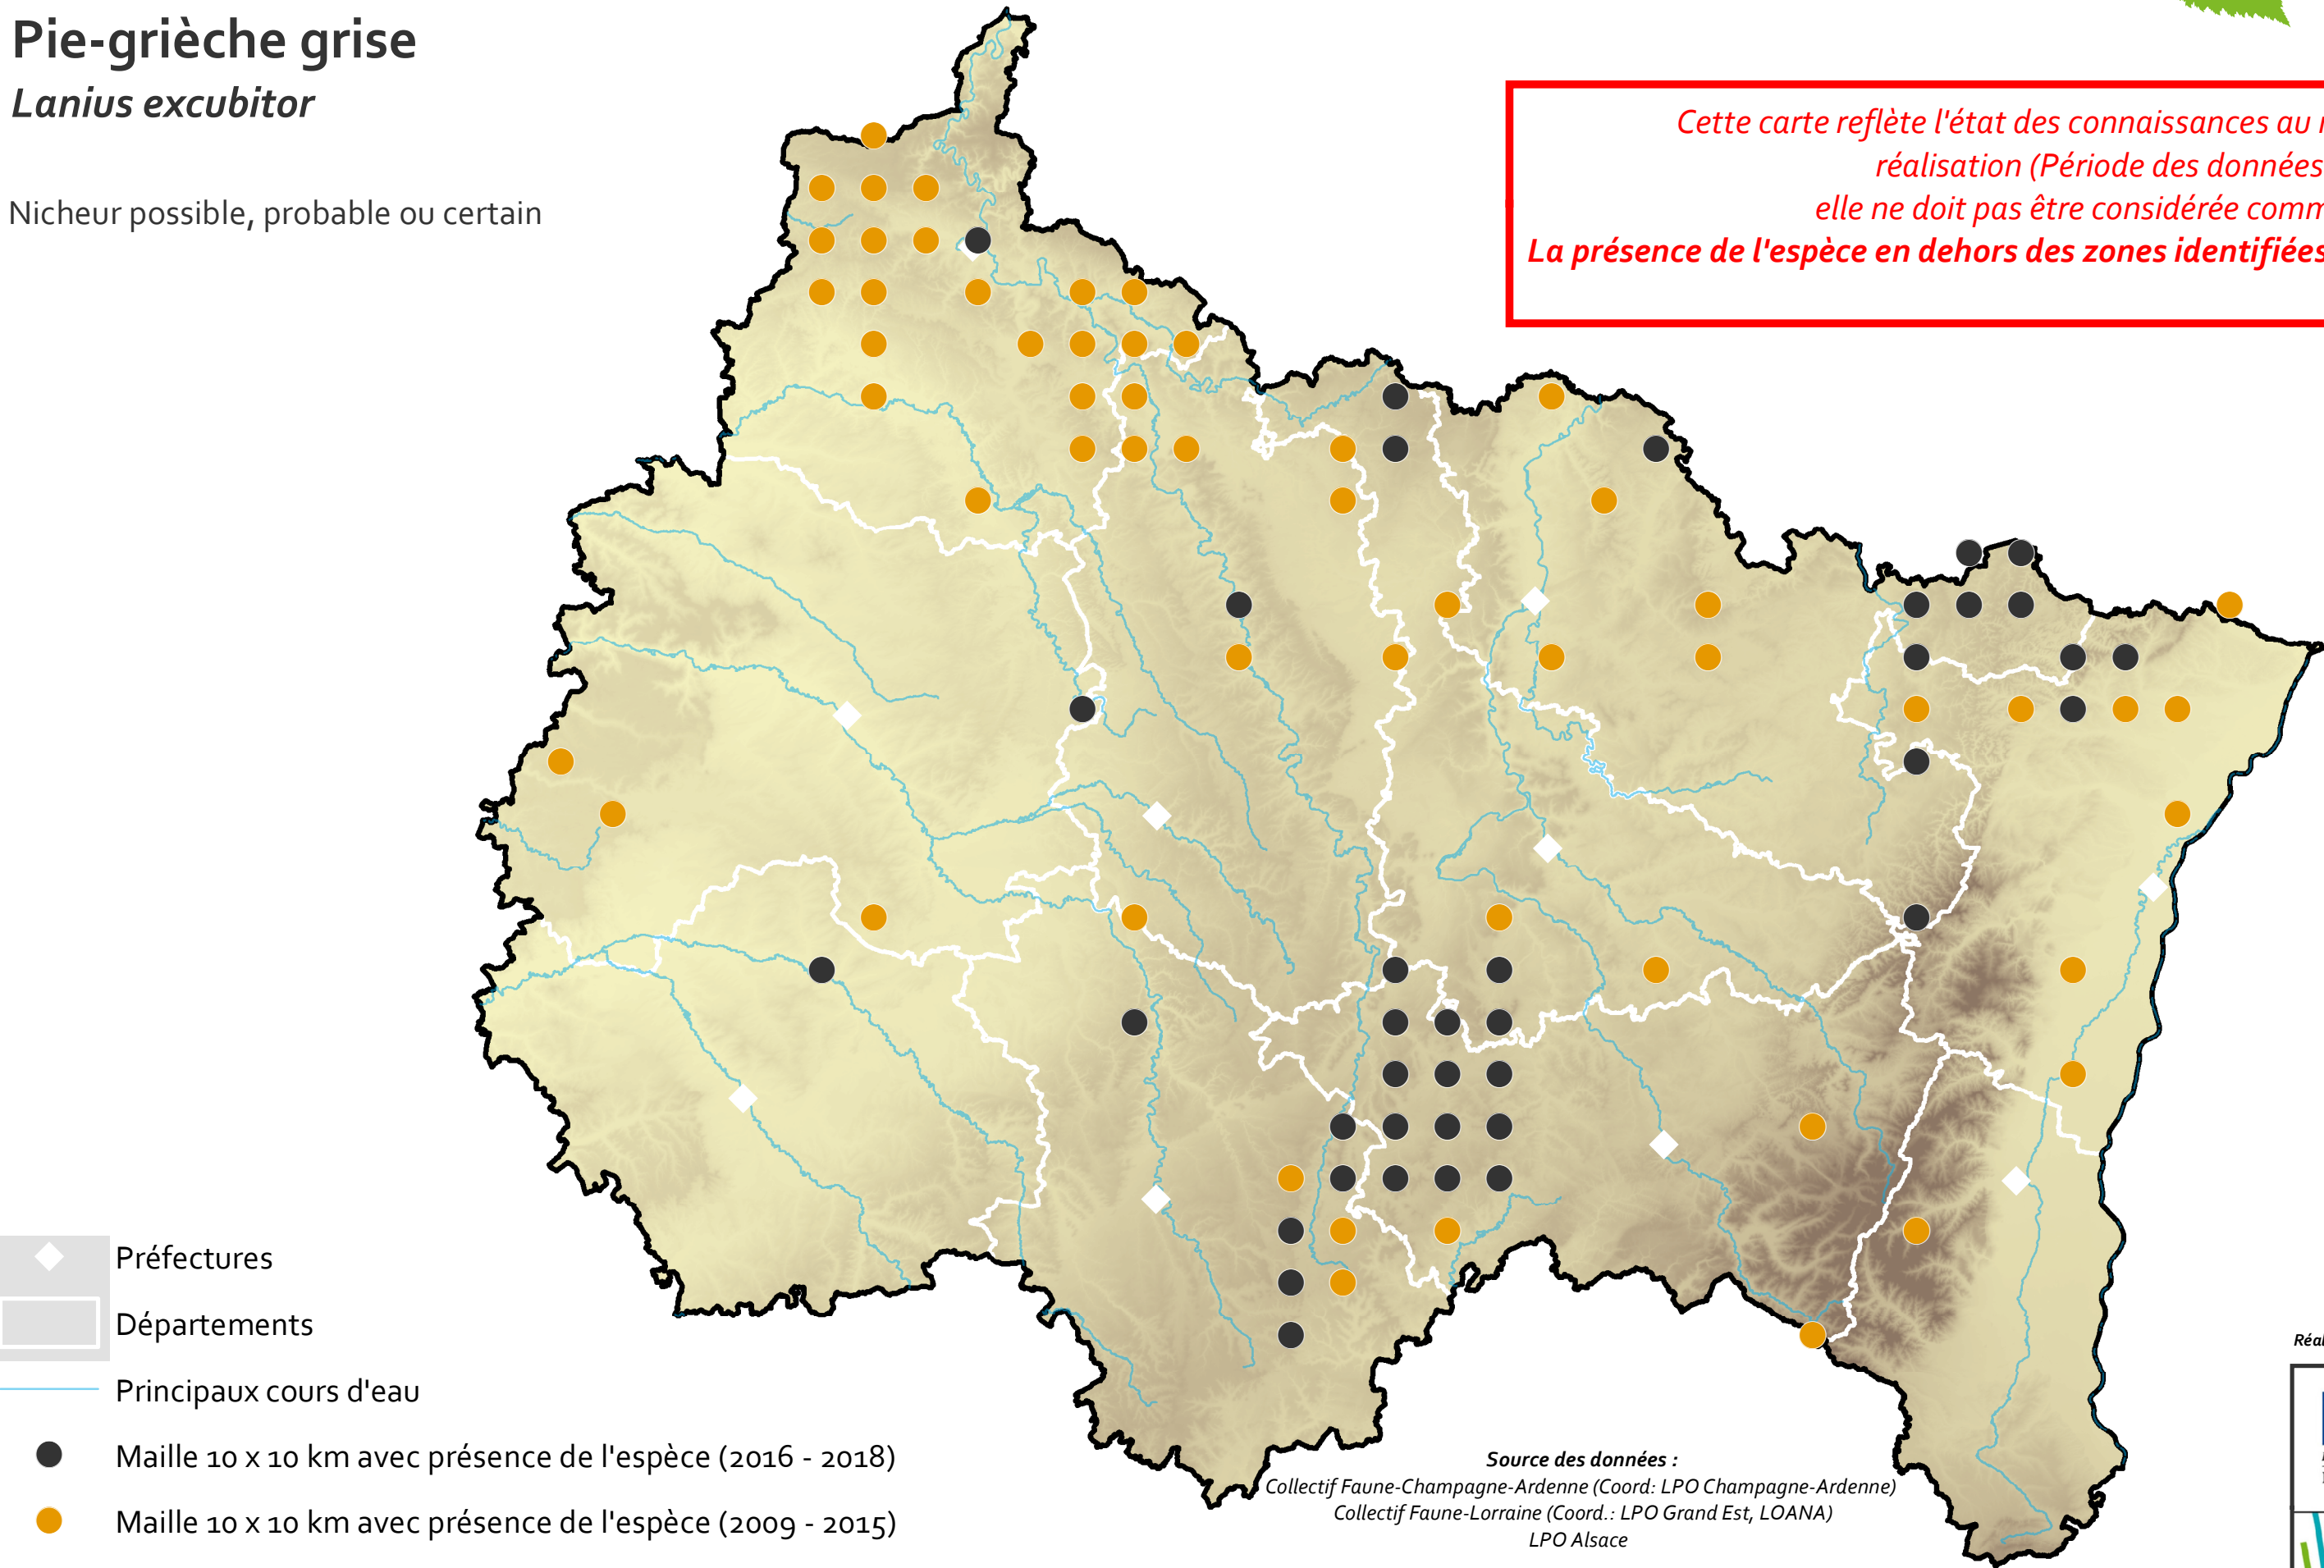 Pie-grièche grise
Lanius excubitor
Nicheur possible, probable ou certain
Cette carte reflète l'état des connaissances au
réalisation (Période des données
elle ne doit pas être considérée comm
La présence de l'espèce en dehors des zones identifiées
Préfectures
Départements
Principaux cours d'eau
Maille 10 x 10 km avec présence de l'espèce (2016 - 2018)
Maille 10 x 10 km avec présence de l'espèce (2009 - 2015)
Source des données :
Collectif Faune-Champagne-Ardenne (Coord: LPO Champagne-Ardenne)
Collectif Faune-Lorraine (Coord.: LPO Grand Est, LOANA)
LPO Alsace
Réal